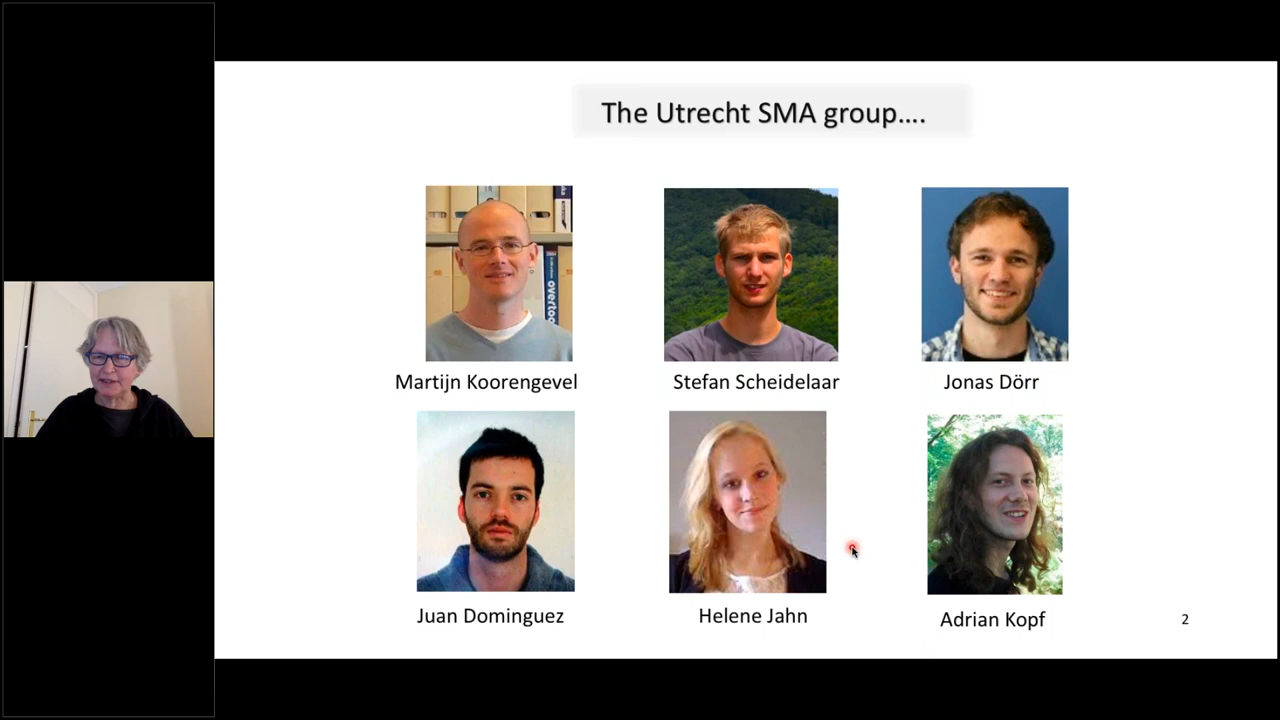 The Utrecht SMA group....
Martijn Koorengevel
Stefan Scheidelaar
Jonas Dörr
Juan Dominguez
Helene Jahn
Adrian Kopf
2